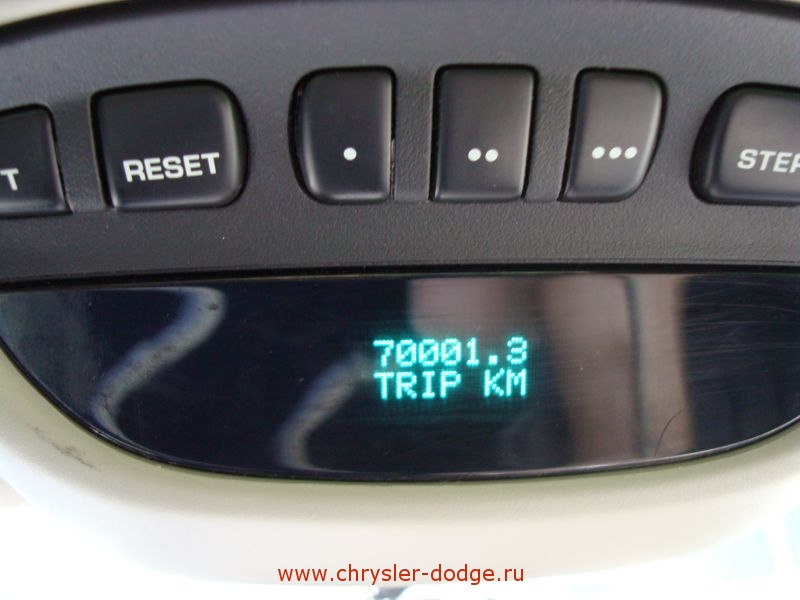 T RESET • •• ••• STEP
70001.3
TRIP KM
www.chrysler-dodge.ru